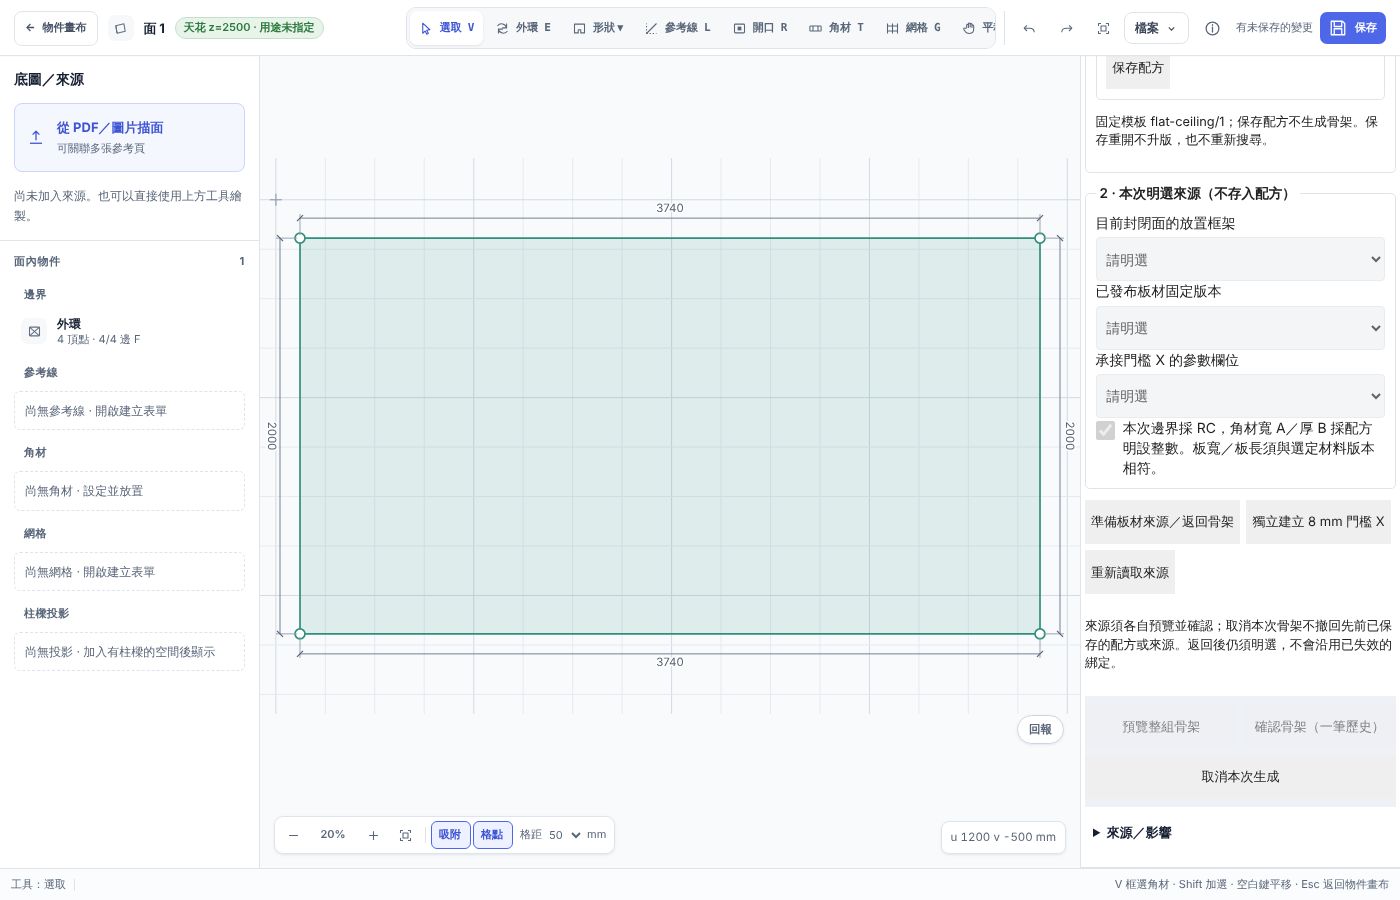 物件畫布
面 1
天花 z=2500 · 用途未指定
選取 V
外環 E
形狀▼
參考線 L
開口 R
角材 T
網格 G
檔案
有未保存的變更
保存
底圖／來源
從 PDF／圖片描面
可關聯多張參考頁
尚未加入來源。也可以直接使用上方工具繪
製。
面內物件
1
邊界
外環
4 頂點 · 4/4 邊 F
參考線
尚無參考線 · 開啟建立表單
角材
尚無角材 · 設定並放置
網格
尚無網格 · 開啟建立表單
柱樑投影
尚無投影 · 加入有柱樑的空間後顯示
3740
2000
2000
3740
回報
20%
吸附
格點
格距
50
mm
u 1200 v -500 mm
保存配方
固定模板 flat-ceiling/1；保存配方不生成骨架。保
存重開不升版，也不重新搜尋。
2 · 本次明選來源（不存入配方）
目前封閉面的放置框架
請明選
已發布板材固定版本
請明選
承接門檻 X 的參數欄位
請明選
本次邊界採 RC，角材寬 A／厚 B 採配方
明設整數。板寬／板長須與選定材料版本
相符。
準備板材來源／返回骨架
獨立建立 8 mm 門檻 X
重新讀取來源
來源須各自預覽並確認；取消本次骨架不撤回先前已保
存的配方或來源。返回後仍須明選，不會沿用已失效的
綁定。
預覽整組骨架
確認骨架（一筆歷史）
取消本次生成
來源／影響
工具：選取
V 框選角材 · Shift 加選 · 空白鍵平移 · Esc 返回物件畫布